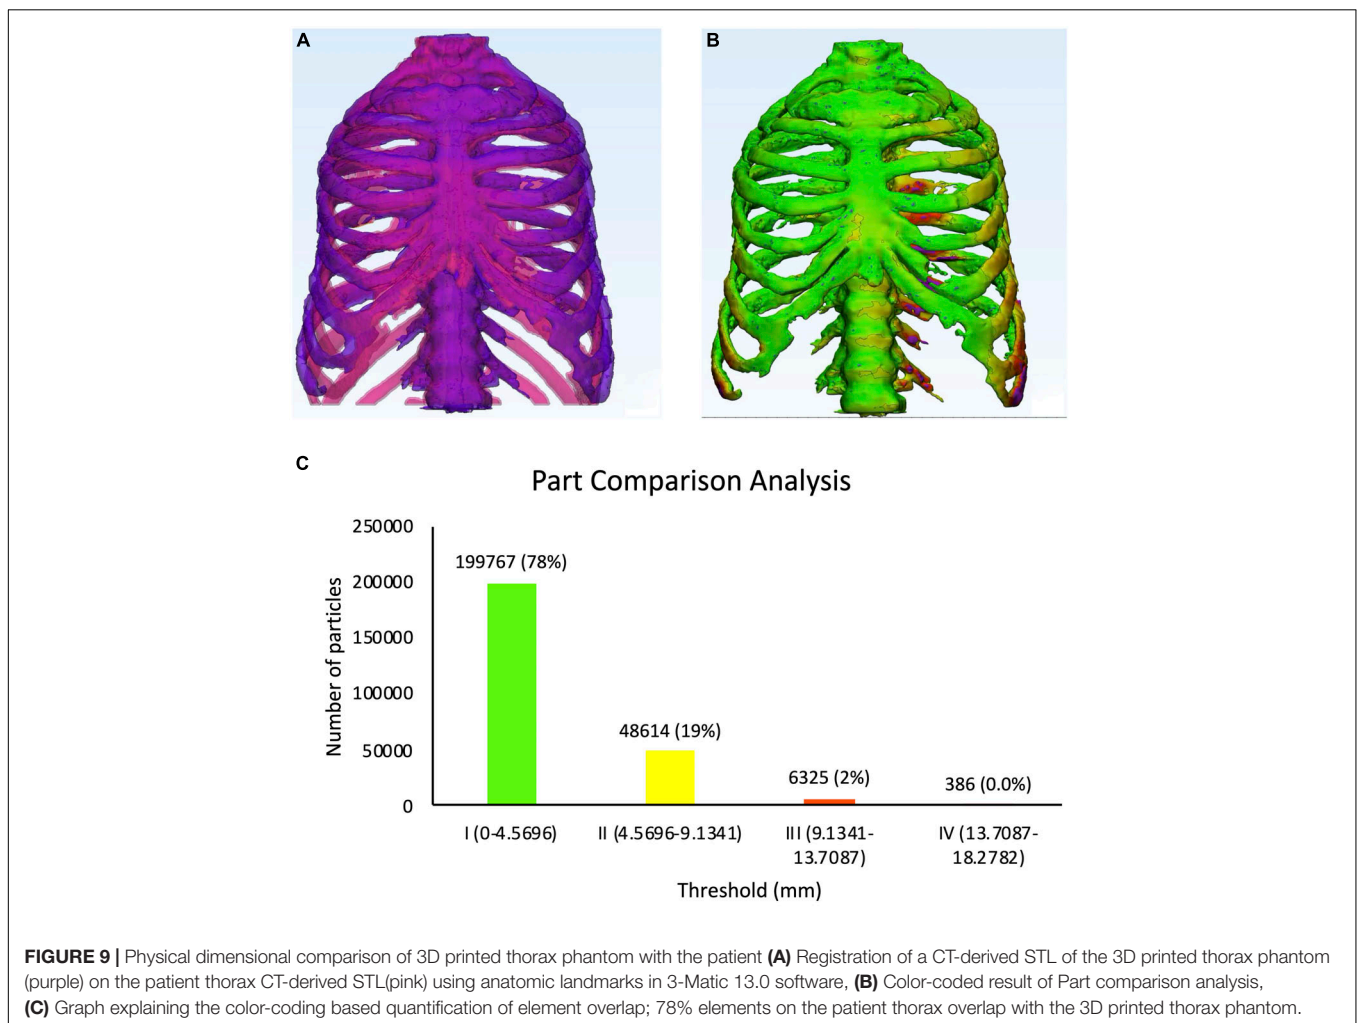 A
B
C
Part Comparison Analysis
250000
200000
150000
100000
50000
0
Number of particles
199767 (78%)
48614 (19%)
6325 (2%)
386 (0.0%)
I (0-4.5696)
II (4.5696-9.1341)
III (9.1341-
13.7087)
IV (13.7087-
18.2782)
Threshold (mm)
FIGURE 9 | Physical dimensional comparison of 3D printed thorax phantom with the patient (A) Registration of a CT-derived STL of the 3D printed thorax phantom
(purple) on the patient thorax CT-derived STL(pink) using anatomic landmarks in 3-Matic 13.0 software, (B) Color-coded result of Part comparison analysis,
(C) Graph explaining the color-coding based quantification of element overlap; 78% elements on the patient thorax overlap with the 3D printed thorax phantom.